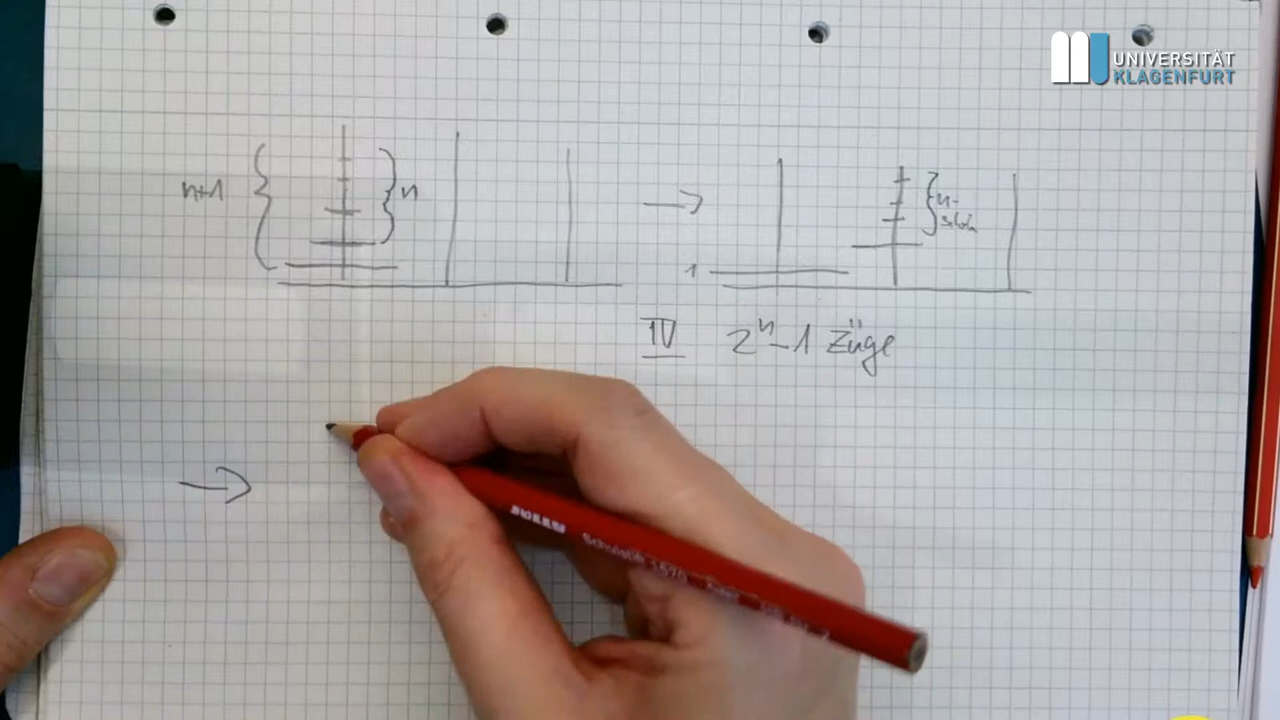 UNIVERSITÄT
KLAGENFURT
n+1
n
n-
1
IV 2ⁿ-1 Züge